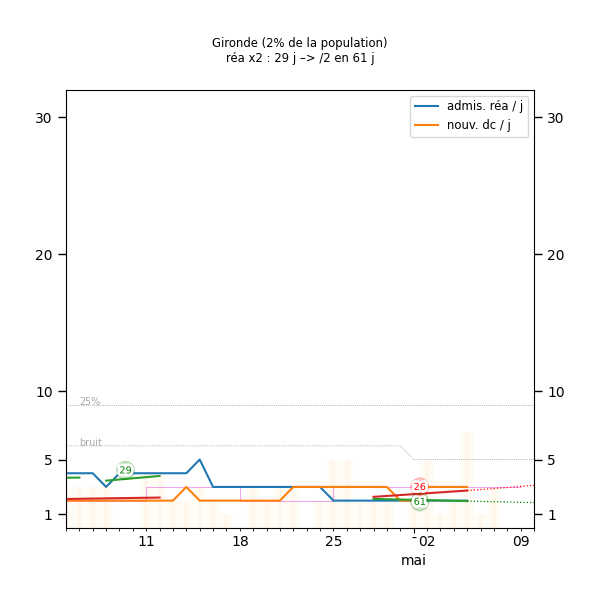 Gironde (2% de la population)
réa x2 : 29 j –> /2 en 61 j
admis. réa / j
nouv. dc / j
30 30
20 20
10 10
25%
bruit
5 5
29
26
61
1 1
11 18 25 02 09
mai